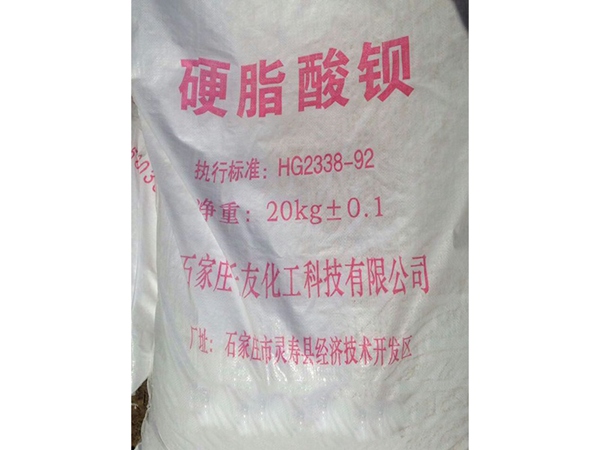 硬脂酸钡
执行标准: HG2338-92
净重: 20kg±0.1
石家庄 友化工科技有限公司
厂址: 石家庄市灵寿县经济技术开发区